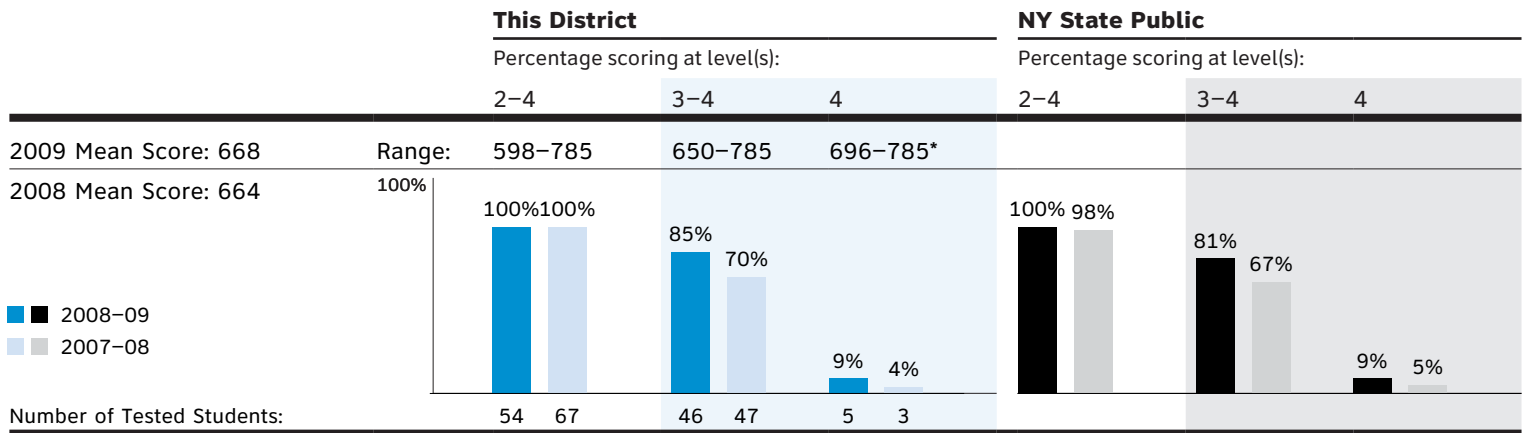 This District NY State Public
Percentage scoring at level(s): Percentage scoring at level(s):
2–4 3–4 4 2–4 3–4 4
2009 Mean Score: 668 Range: 598–785 650–785 696–785*
2008 Mean Score: 664 100%
100% 100% 85% 70% 9% 4% 100% 98% 81% 67% 9% 5%
2008–09
2007–08
Number of Tested Students: 54 67 46 47 5 3